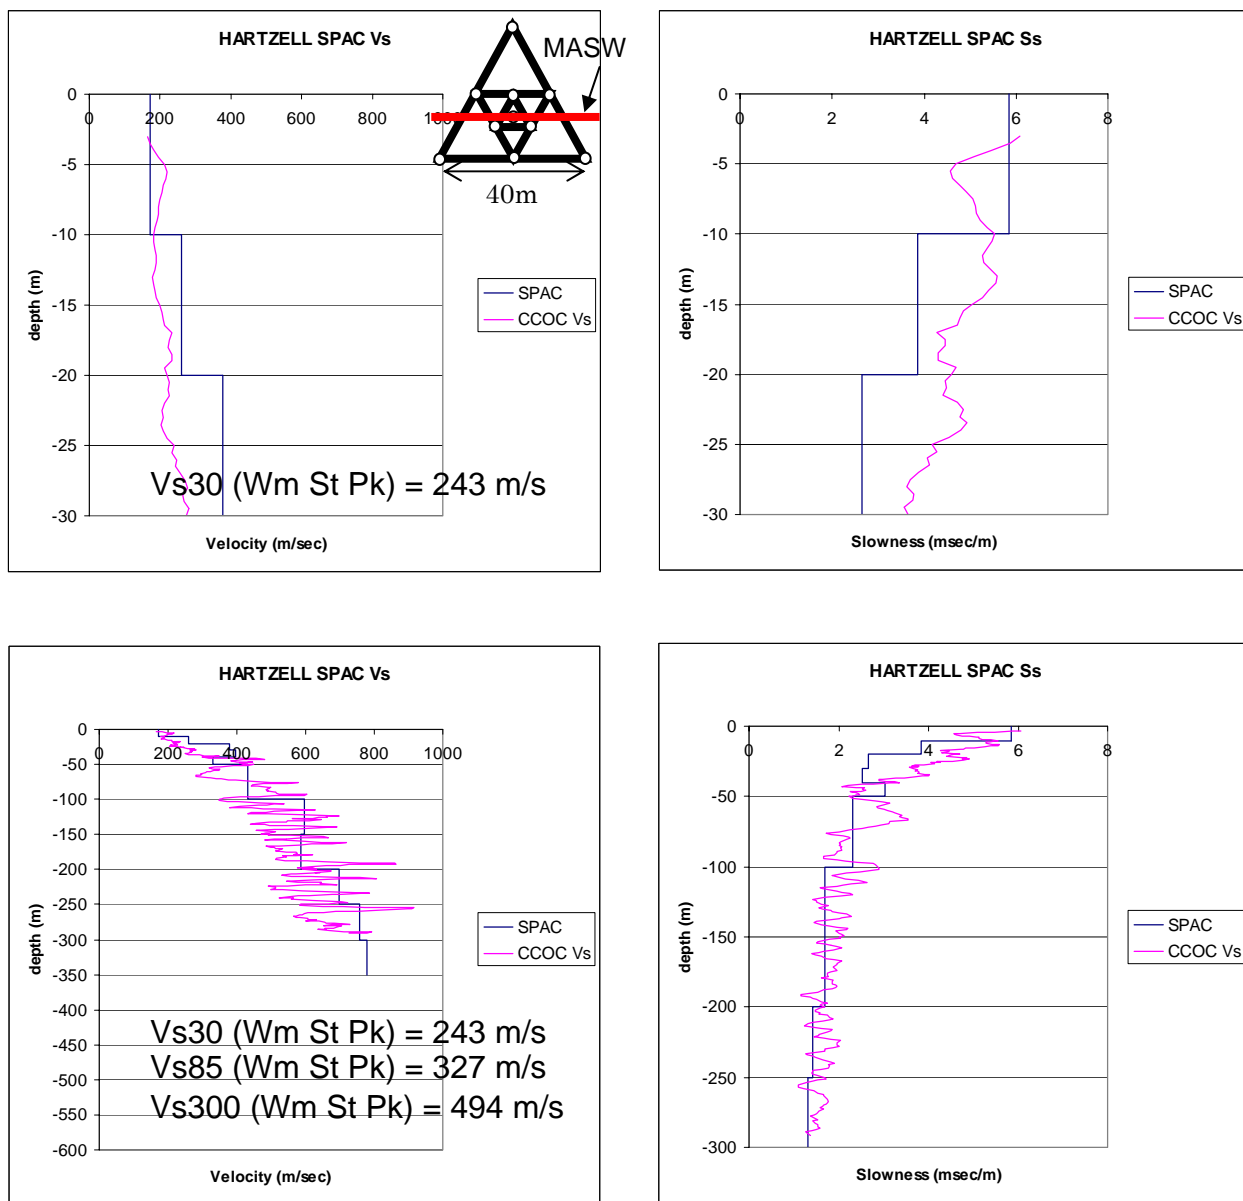 HARTZELL SPAC Vs
MASW
0 200 400 600 800 1000
0
-5
-10
-15
-20
-25
-30
depth (m)
40m
SPAC
CCOC Vs
Vs30 (Wm St Pk) = 243 m/s
Velocity (m/sec)
HARTZELL SPAC Ss
0 2 4 6 8
0
-5
-10
-15
-20
-25
-30
depth (m)
SPAC
CCOC Vs
Slowness (msec/m)
HARTZELL SPAC Vs
0 200 400 600 800 1000
0
-50
-100
-150
-200
-250
-300
-350
-400
-450
-500
-550
-600
depth (m)
SPAC
CCOC Vs
Vs30 (Wm St Pk) = 243 m/s
Vs85 (Wm St Pk) = 327 m/s
Vs300 (Wm St Pk) = 494 m/s
Velocity (m/sec)
HARTZELL SPAC Ss
0 2 4 6 8
0
-50
-100
-150
-200
-250
-300
depth (m)
SPAC
CCOC Vs
Slowness (msec/m)